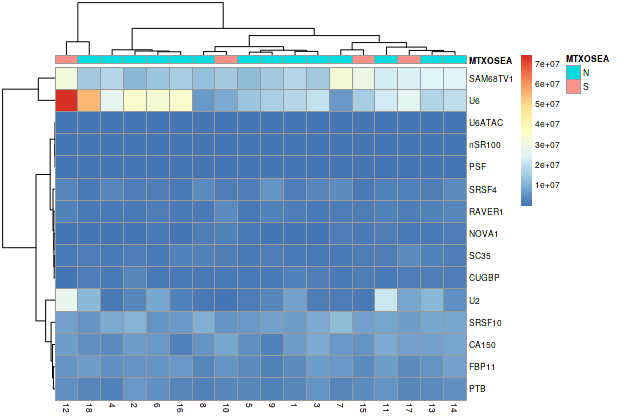 MTXOSEA
SAM68TV1
U6
U6ATAC
nSR100
PSF
SRSF4
RAVER1
NOVA1
SC35
CUGBP
U2
SRSF10
CA150
FBP11
PTB
12 18 4 2 6 16 8 10 5 9 1 3 7 15 11 17 13 14
7e+07
6e+07
5e+07
4e+07
3e+07
2e+07
1e+07
MTXOSEA
N
S